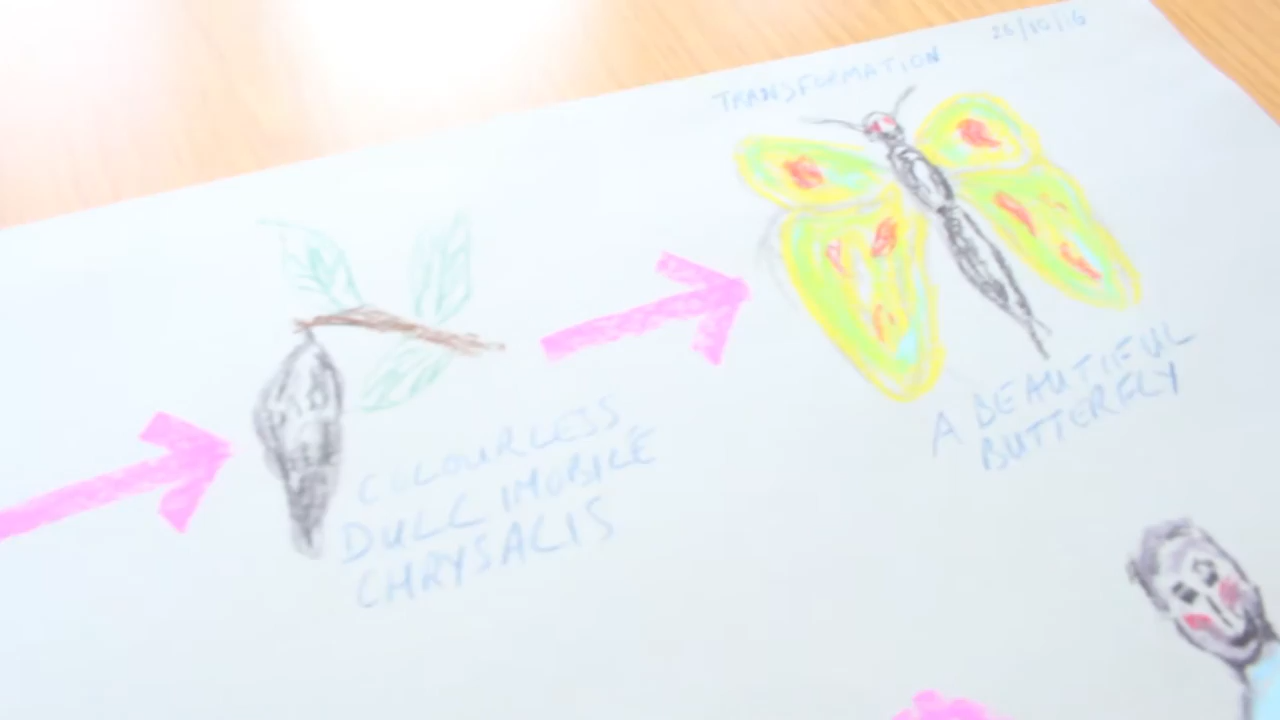 TRANSFORMATION
26/10/16
COLOURLESS
DULL IMOBILE
CHRYSALIS
A BEAUTIFUL
BUTTERFLY